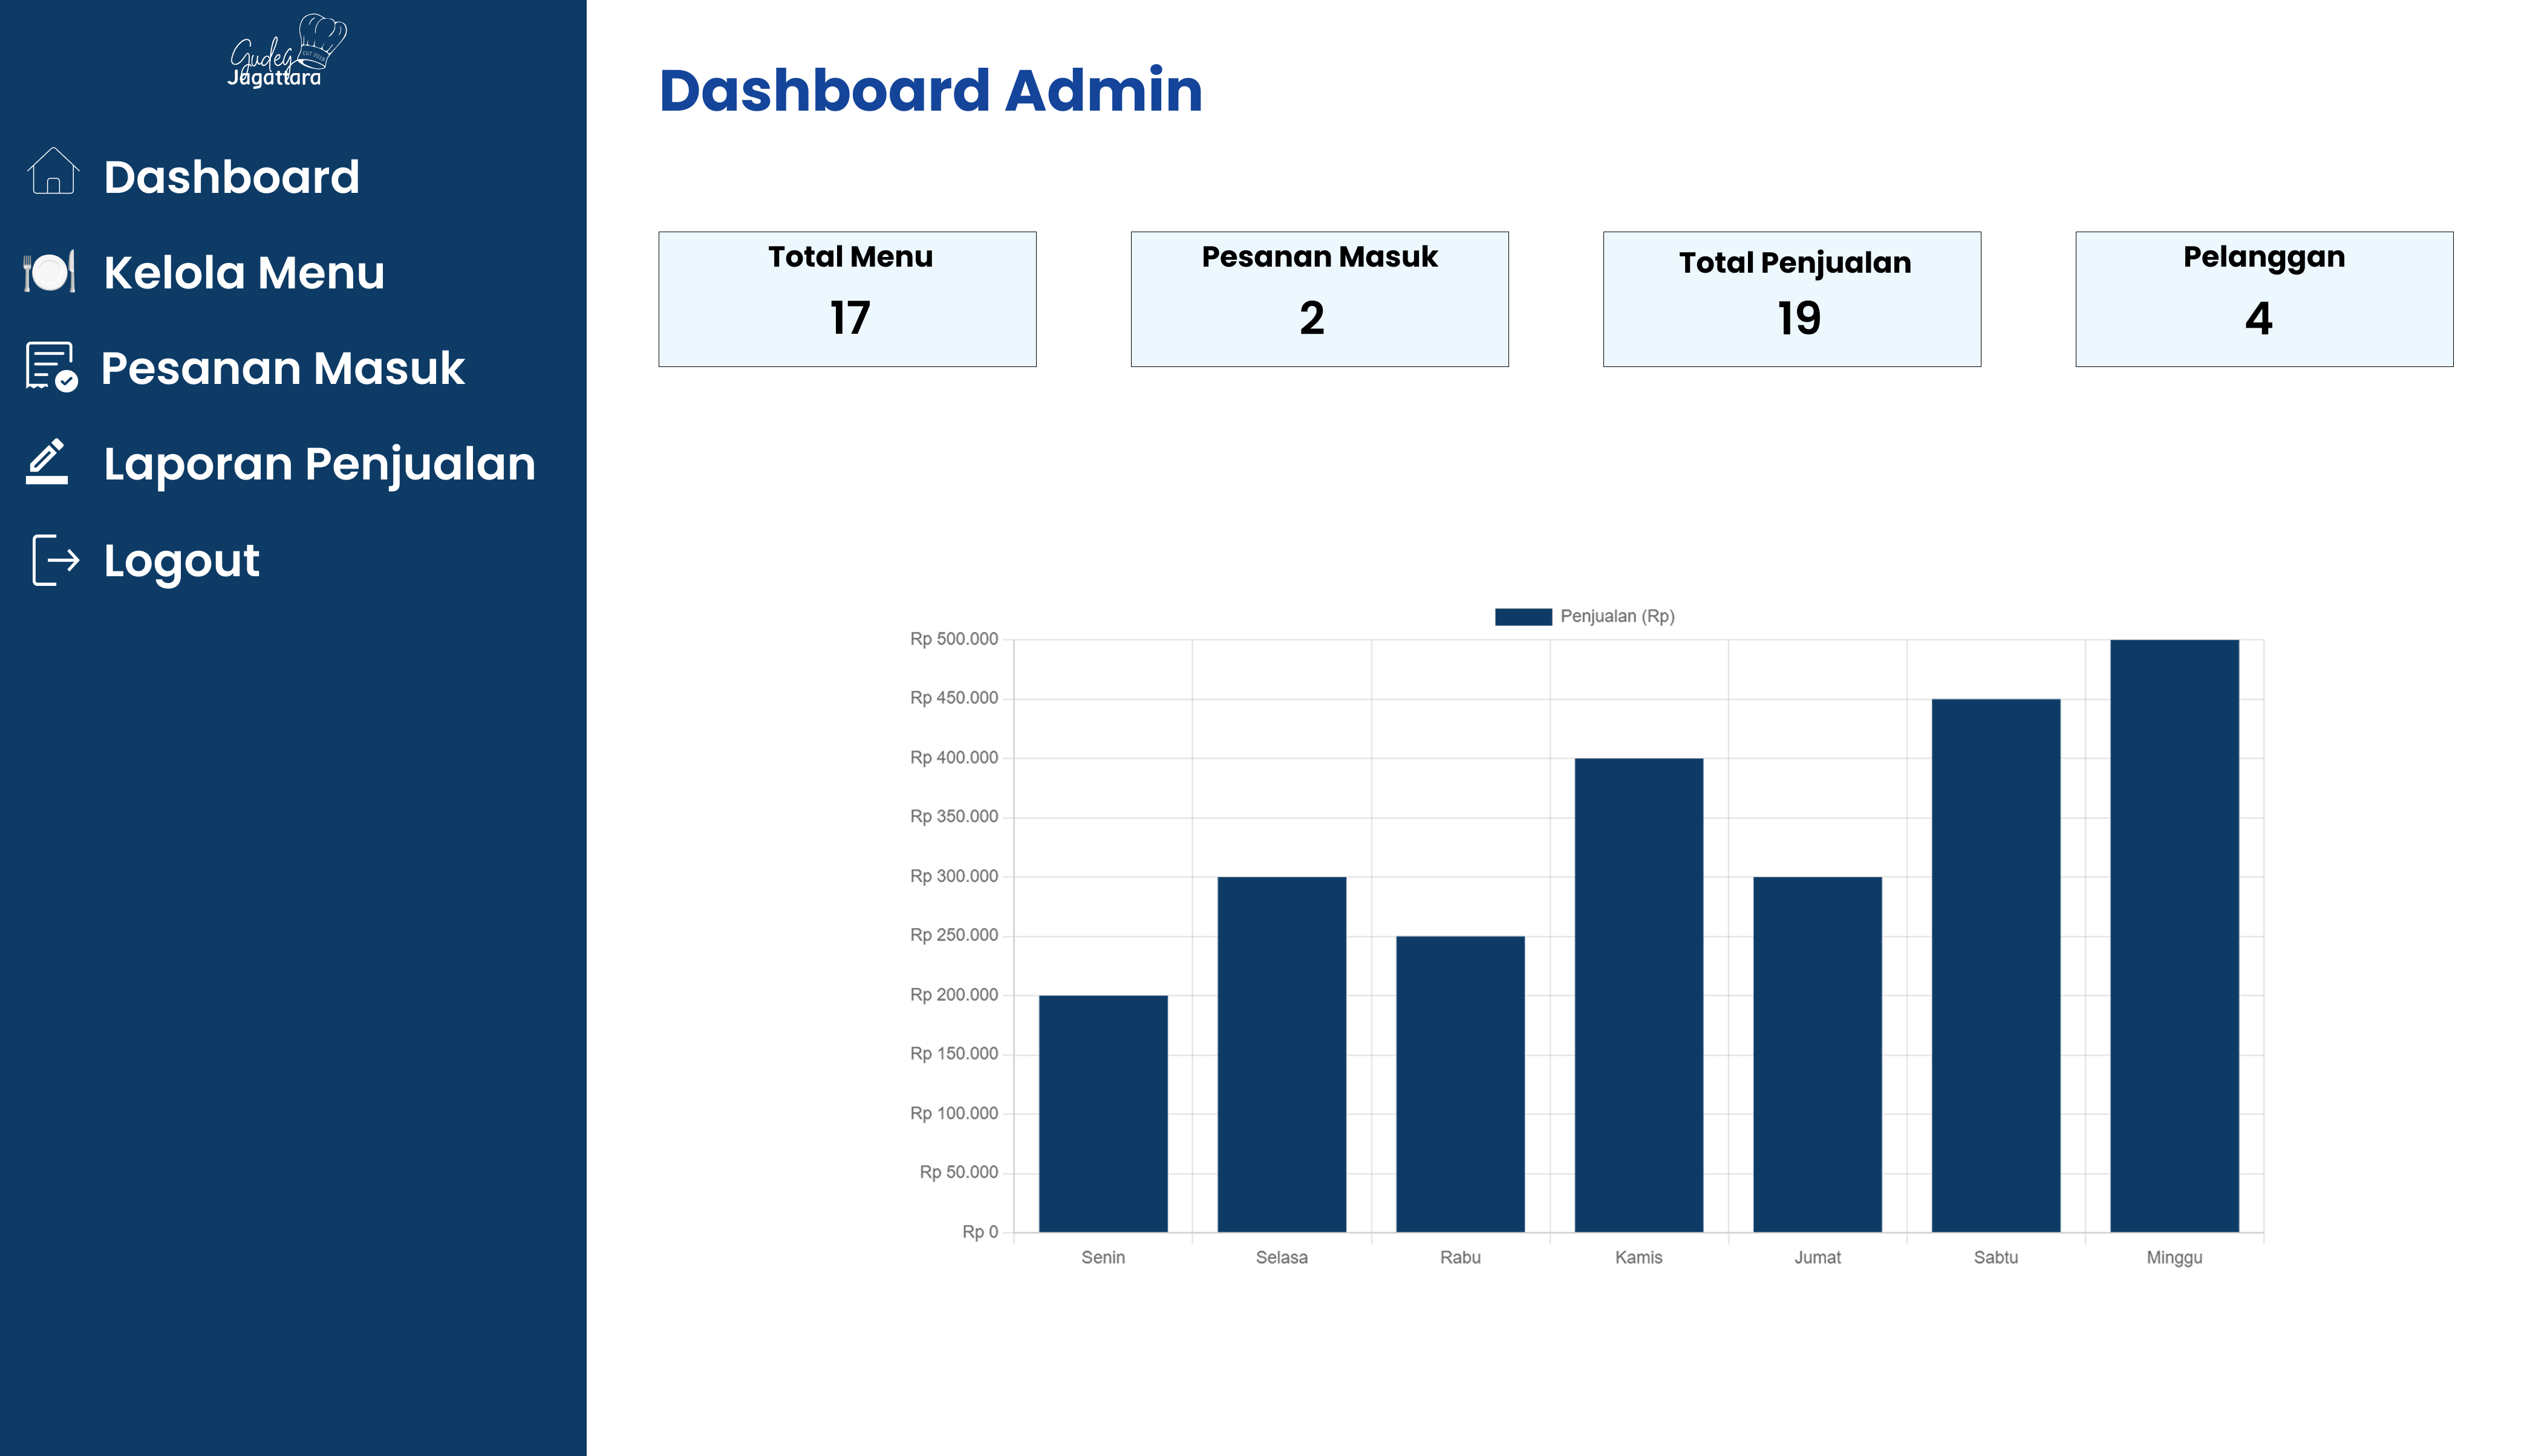 Gudeg
EST 2019
Jagattara
Dashboard
Kelola Menu
Pesanan Masuk
Laporan Penjualan
Logout
Dashboard Admin
Total Menu
17
Pesanan Masuk
2
Total Penjualan
19
Pelanggan
4
Penjualan (Rp)
Rp 500.000
Rp 450.000
Rp 400.000
Rp 350.000
Rp 300.000
Rp 250.000
Rp 200.000
Rp 150.000
Rp 100.000
Rp 50.000
Rp 0
Senin Selasa Rabu Kamis Jumat Sabtu Minggu